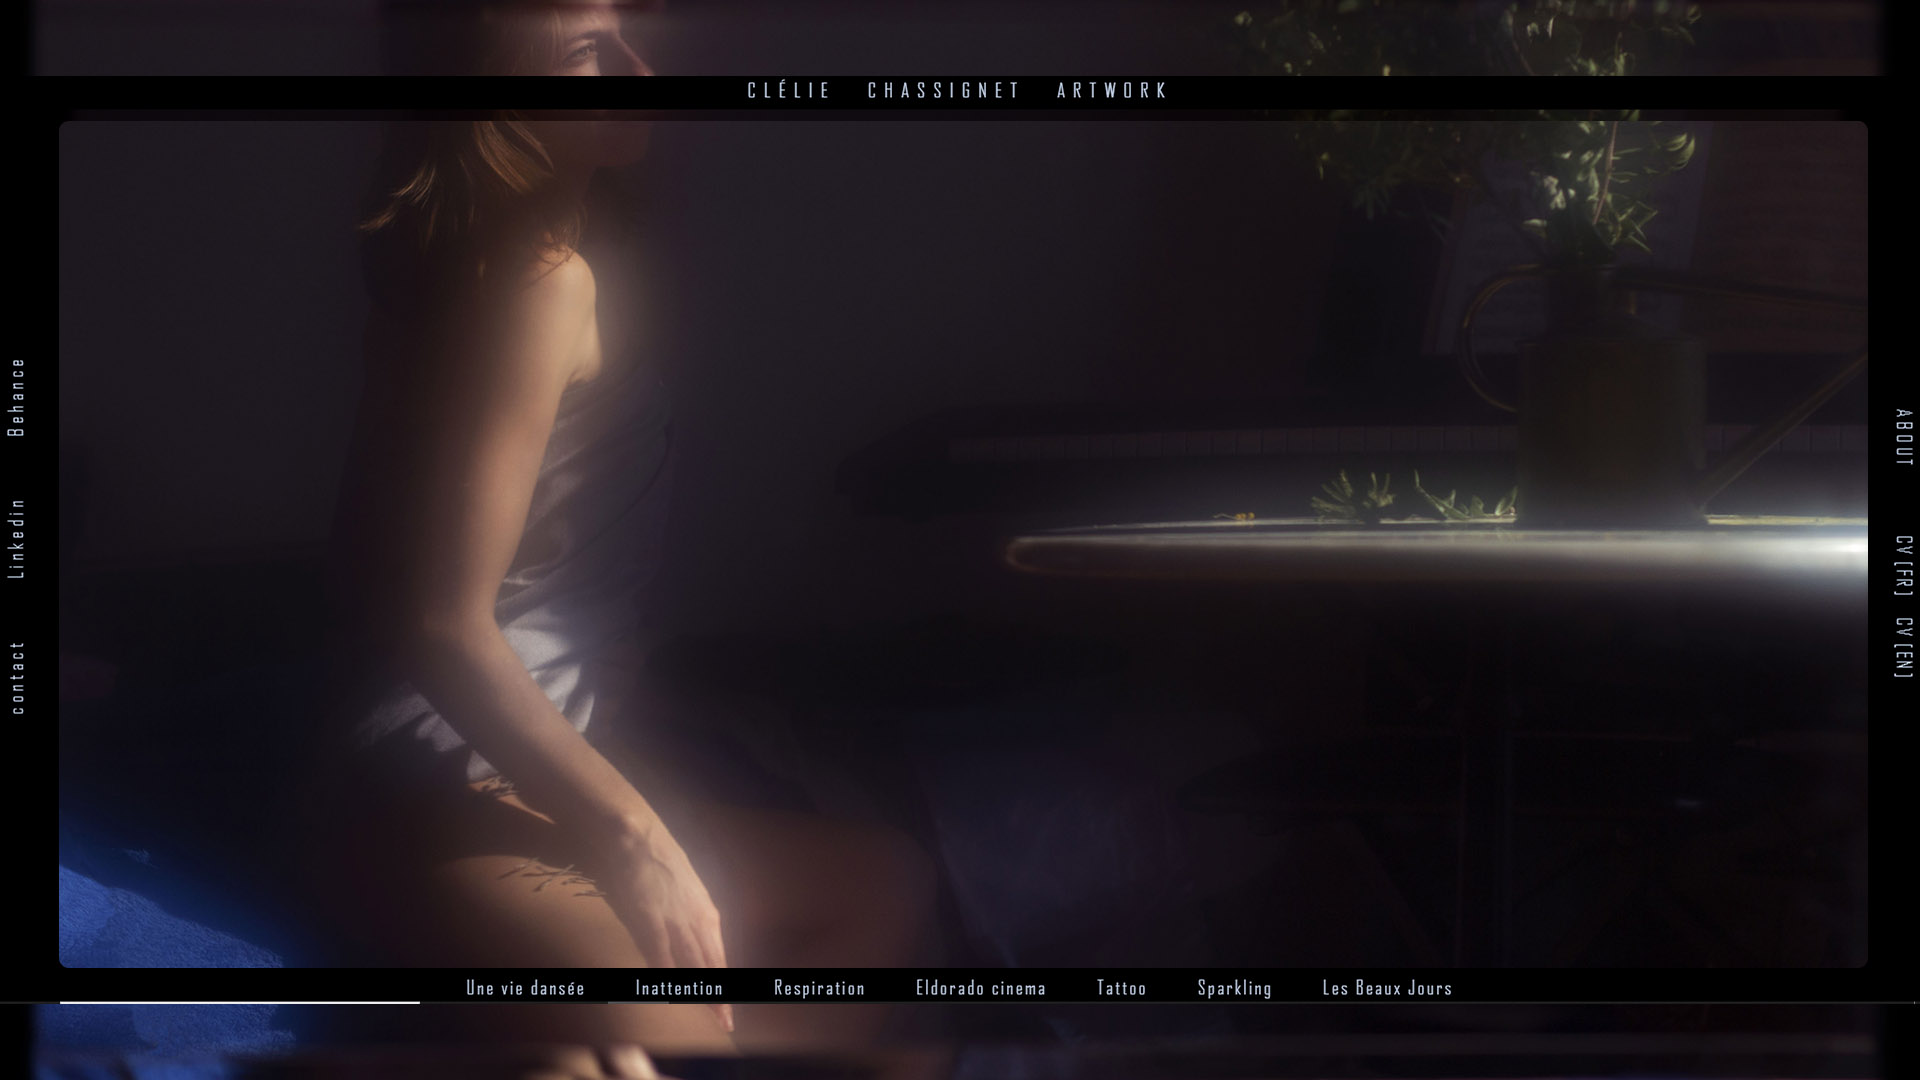 CLÉLIE CHASSIGNET ARTWORK
Behance
Linkedin
contact
ABOUT
CV [FR]
CV [EN]
Une vie dansée
Inattention
Respiration
Eldorado cinema
Tattoo
Sparkling
Les Beaux Jours